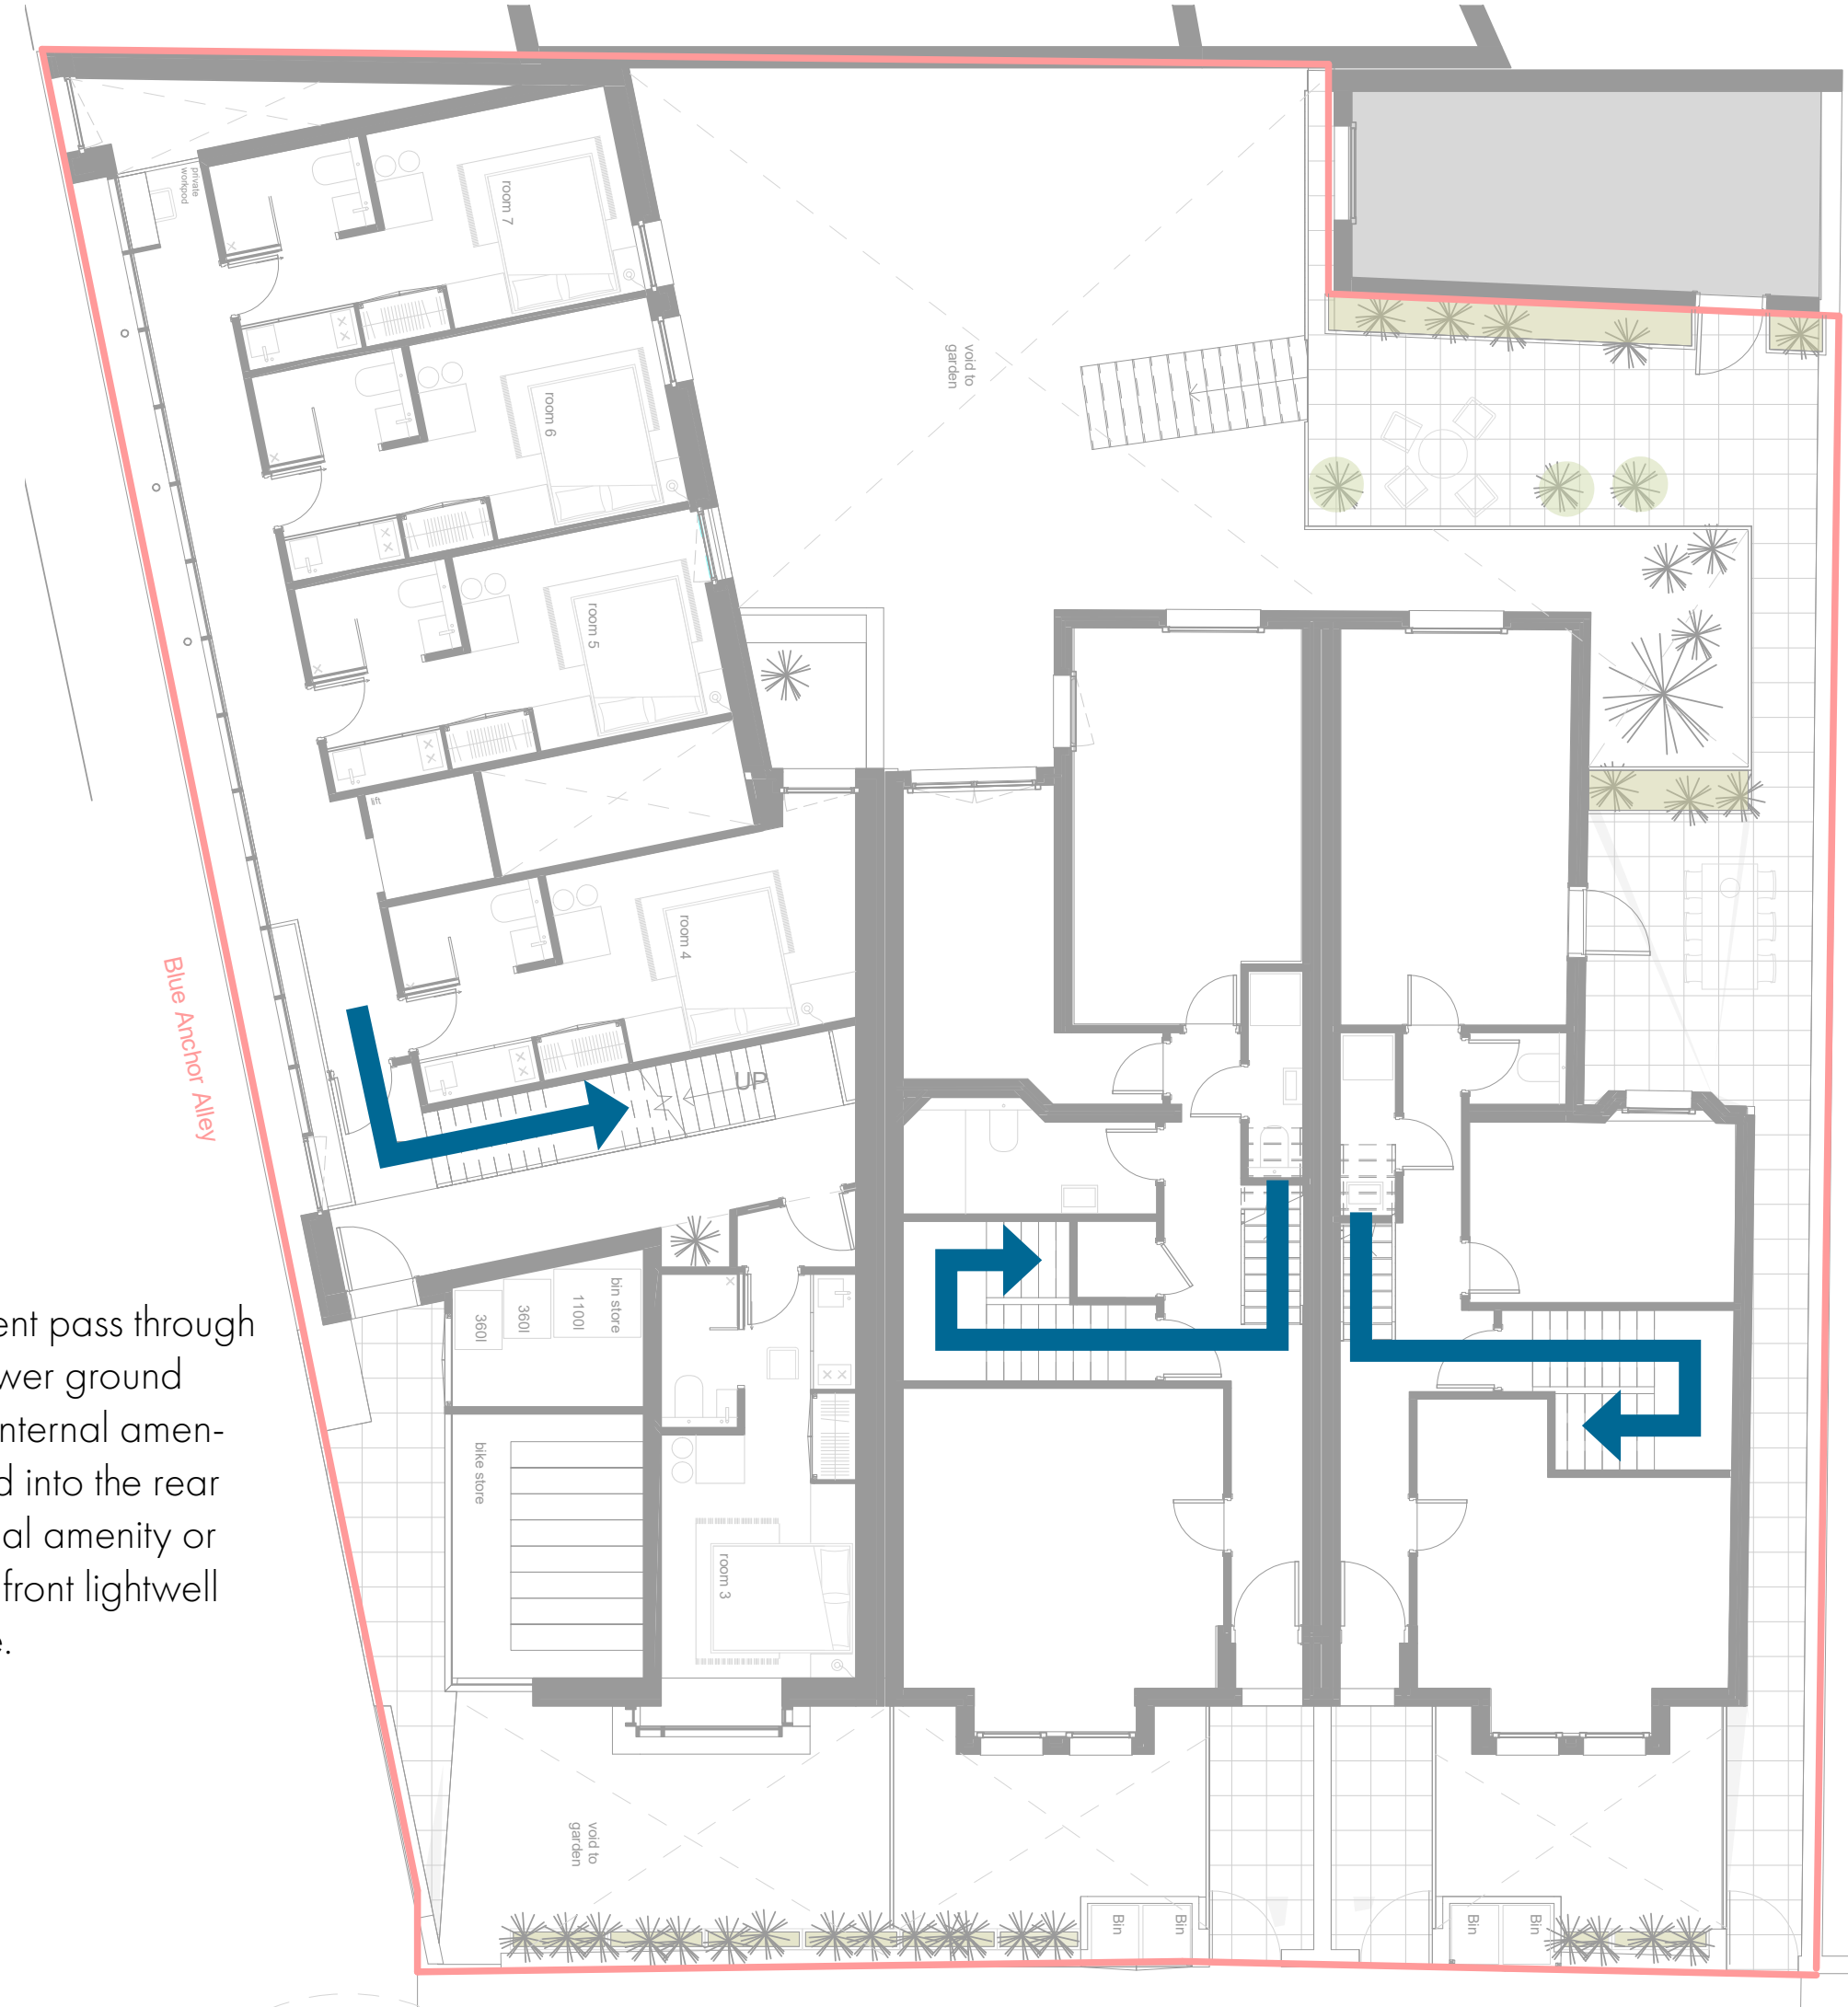 private
workpod
room 7
room 6
void to
garden
room 5
lift
room 4
Blue Anchor Alley
UP
bin store
1100l
360l
360l
ent pass through
wer ground
nternal amen-
d into the rear
al amenity or
front lightwell
e.
bike store
room 3
void to
garden
Bin
Bin
Bin
Bin